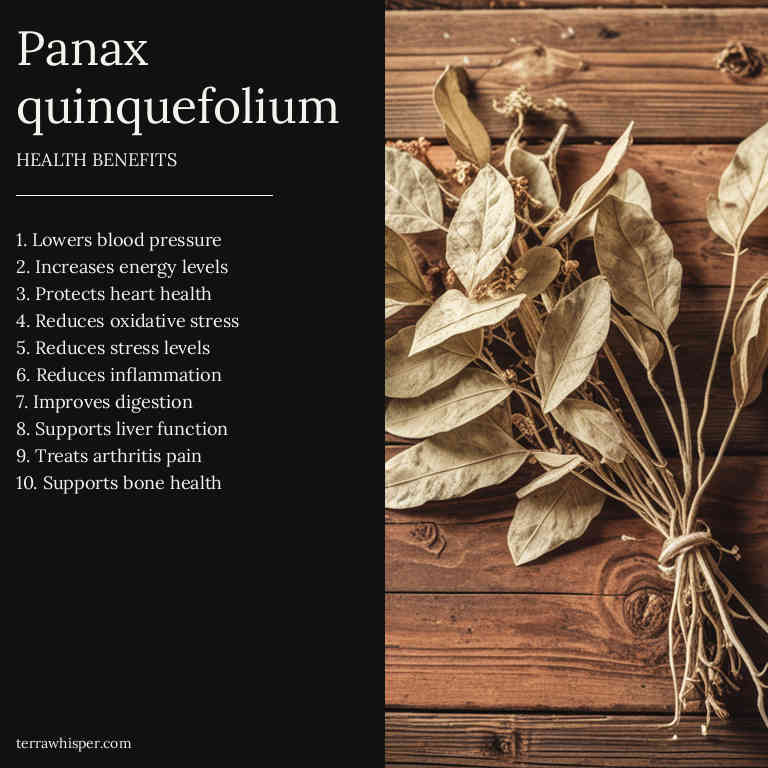 Panax
quinquefolium
HEALTH BENEFITS
1. Lowers blood pressure
2. Increases energy levels
3. Protects heart health
4. Reduces oxidative stress
5. Reduces stress levels
6. Reduces inflammation
7. Improves digestion
8. Supports liver function
9. Treats arthritis pain
10. Supports bone health
terrawhisper.com